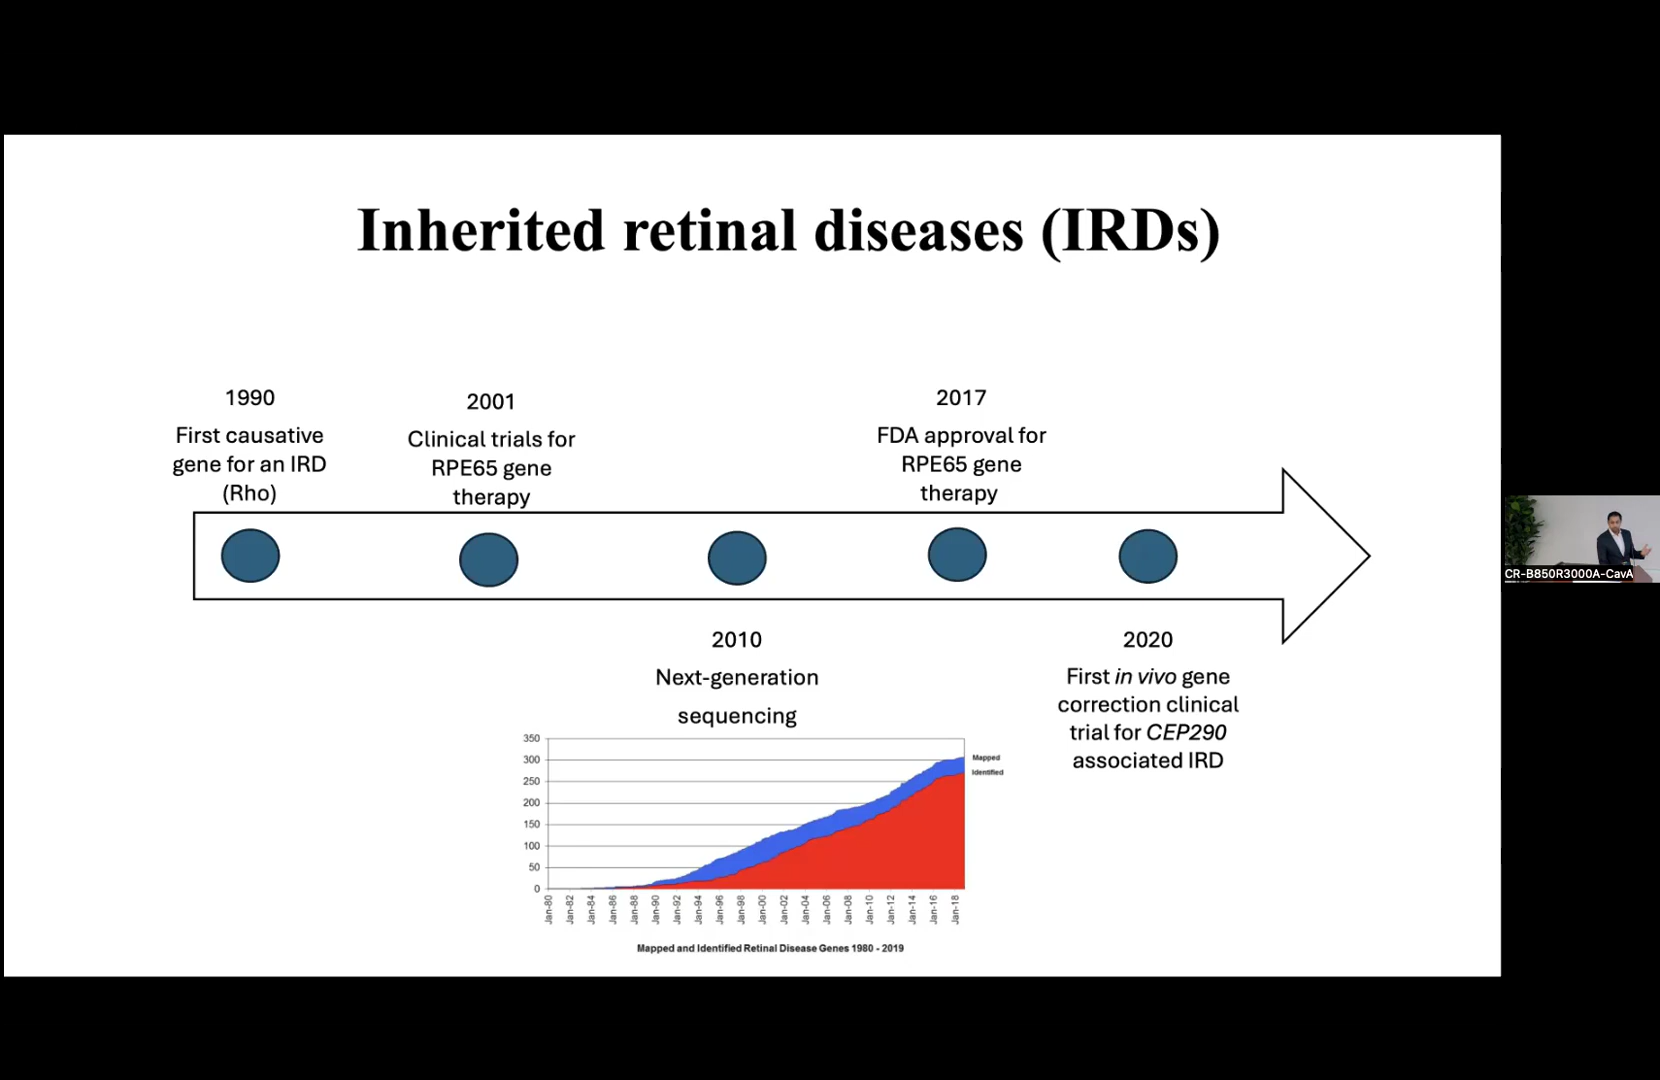 Inherited retinal diseases (IRDs)
1990
First causative
gene for an IRD
(Rho)
2001
Clinical trials for
RPE65 gene
therapy
2017
FDA approval for
RPE65 gene
therapy
2010
Next-generation
sequencing
2020
First in vivo gene
correction clinical
trial for CEP290
associated IRD
350
300
250
200
150
100
50
0
Mapped
Identified
Jan-80
Jan-82
Jan-84
Jan-86
Jan-88
Jan-90
Jan-92
Jan-94
Jan-96
Jan-98
Jan-00
Jan-02
Jan-04
Jan-06
Jan-08
Jan-10
Jan-12
Jan-14
Jan-16
Jan-18
Mapped and Identified Retinal Disease Genes 1980 - 2019
CR-B850R3000A-CavA